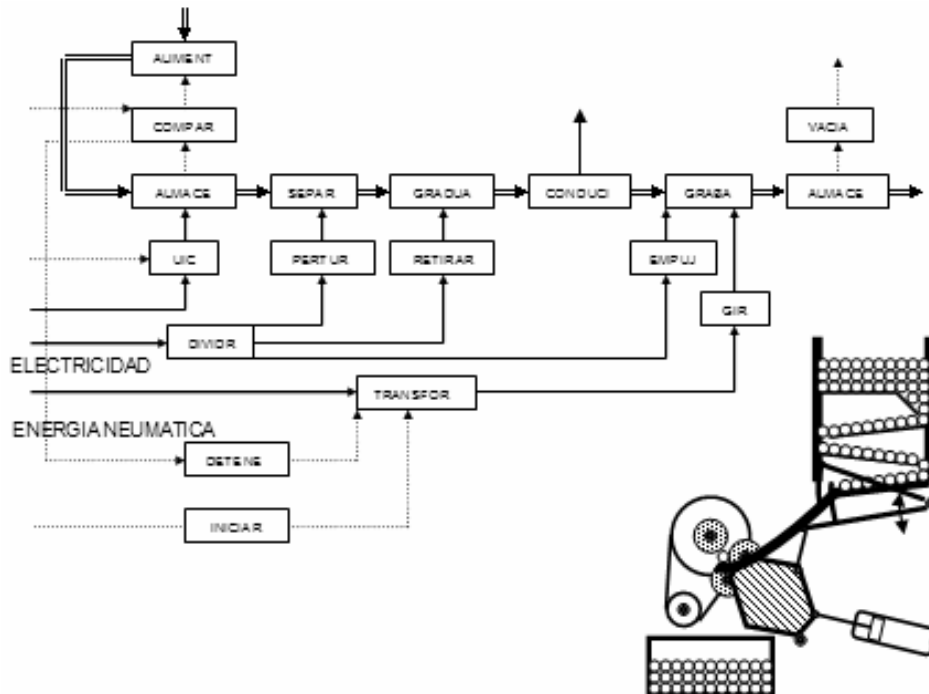 ALIMENT
COMPAR
VACIA
ALMACE
SEPAR
GRADUA
CONDUCI
GRABA
ALMACE
UIC
PERTUR
RETIRAR
EMPUJ
GIR
DIVIDIR
ELECTRICIDAD
TRANSFOR
ENERGIA NEUMATICA
DETENE
INICIAR